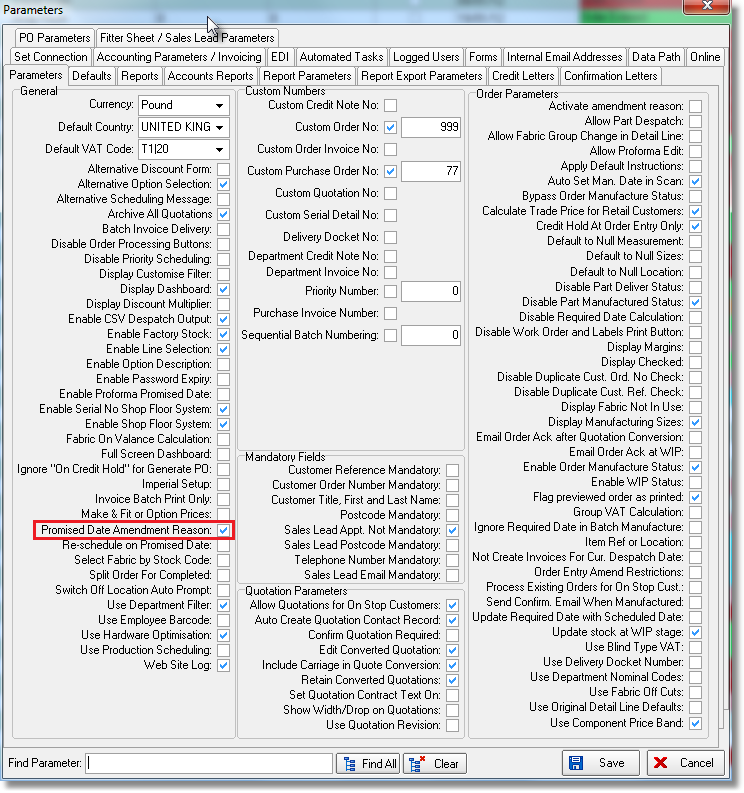 Parameters
PO Parameters
Fitter Sheet / Sales Lead Parameters
Set Connection
Accounting Parameters / Invoicing
EDI
Automated Tasks
Logged Users
Forms
Internal Email Addresses
Data Path
Online
Parameters
Defaults
Reports
Accounts Reports
Report Parameters
Report Export Parameters
Credit Letters
Confirmation Letters
General
Currency: Pound
Default Country: UNITED KING
Default VAT Code: T1|20
Alternative Discount Form:
Alternative Option Selection:
Alternative Scheduling Message:
Archive All Quotations
Batch Invoice Delivery:
Disable Order Processing Buttons:
Disable Priority Scheduling:
Display Customise Filter:
Display Dashboard:
Display Discount Multiplier:
Enable CSV Despatch Output:
Enable Factory Stock:
Enable Line Selection:
Enable Option Description:
Enable Password Expiry:
Enable Proforma Promised Date:
Enable Serial No Shop Floor System:
Enable Shop Floor System:
Fabric On Valance Calculation:
Full Screen Dashboard:
Ignore "On Credit Hold" for Generate PO:
Imperial Setup:
Invoice Batch Print Only:
Make & Fit or Option Prices:
Promised Date Amendment Reason:
Re-schedule on Promised Date:
Select Fabric by Stock Code:
Split Order For Completed:
Switch Off Location Auto Prompt:
Use Department Filter:
Use Employee Barcode:
Use Hardware Optimisation:
Use Production Scheduling:
Web Site Log:
Custom Numbers
Custom Credit Note No:
Custom Order No: 999
Custom Order Invoice No:
Custom Purchase Order No: 77
Custom Quotation No:
Custom Serial Detail No:
Delivery Docket No:
Department Credit Note No:
Department Invoice No:
Priority Number: 0
Purchase Invoice Number:
Sequential Batch Numbering: 0
Mandatory Fields
Customer Reference Mandatory:
Customer Order Number Mandatory:
Customer Title, First and Last Name:
Postcode Mandatory:
Sales Lead Appt. Not Mandatory:
Sales Lead Postcode Mandatory:
Telephone Number Mandatory:
Sales Lead Email Mandatory:
Quotation Parameters
Allow Quotations for On Stop Customers:
Auto Create Quotation Contact Record:
Confirm Quotation Required:
Edit Converted Quotation:
Include Carriage in Quote Conversion:
Retain Converted Quotations:
Set Quotation Contract Text On:
Show Width/Drop on Quotations:
Use Quotation Revision:
Order Parameters
Activate amendment reason:
Allow Part Despatch:
Allow Fabric Group Change in Detail Line:
Allow Proforma Edit:
Apply Default Instructions:
Auto Set Man. Date in Scan:
Bypass Order Manufacture Status:
Calculate Trade Price for Retail Customers:
Credit Hold At Order Entry Only:
Default to Null Measurement:
Default to Null Sizes:
Default to Null Location:
Disable Part Deliver Status:
Disable Part Manufactured Status:
Disable Required Date Calculation:
Disable Work Order and Labels Print Button:
Display Margins:
Display Checked:
Disable Duplicate Cust. Ord. No Check:
Disable Duplicate Cust. Ref. Check:
Display Fabric Not In Use:
Display Manufacturing Sizes:
Email Order Ack after Quotation Conversion:
Email Order Ack at WIP:
Enable Order Manufacture Status:
Enable WIP Status:
Flag previewed order as printed:
Group VAT Calculation:
Ignore Required Date in Batch Manufacture:
Item Ref or Location:
Not Create Invoices For Cur. Despatch Date:
Order Entry Amend Restrictions:
Process Existing Orders for On Stop Cust.:
Send Confirm. Email When Manufactured:
Update Required Date with Scheduled Date:
Update stock at WIP stage:
Use Blind Type VAT:
Use Delivery Docket Number:
Use Department Nominal Codes:
Use Fabric Off Cuts:
Use Original Detail Line Defaults:
Use Component Price Band:
Find Parameter:
Find All
Clear
Save
Cancel